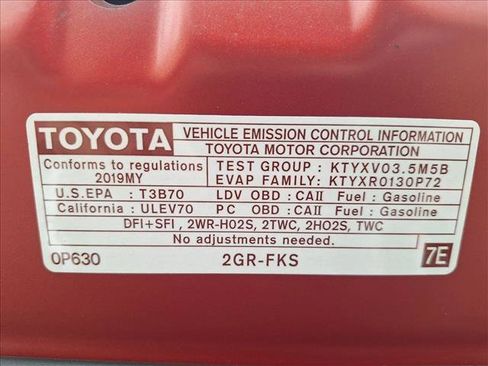 TOYOTA
VEHICLE EMISSION CONTROL INFORMATION
TOYOTA MOTOR CORPORATION
Conforms to regulations
2019MY
TEST GROUP : KTYXV03.5M5B
EVAP FAMILY: KTYXR0130P72
U.S.EPA : T3B70 LDV OBD : CAII Fuel : Gasoline
California : ULEV70 PC OBD : CAII Fuel : Gasoline
DFI+SFI , 2WR-HO2S, 2TWC, 2HO2S, TWC
No adjustments needed.
0P630 2GR-FKS 7E